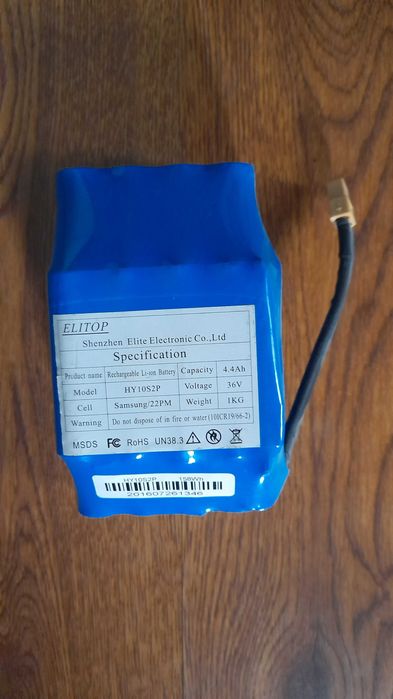 ELITOP
Shenzhen Elite Electronic Co.,Ltd
Specification
Product name Rechargeable Li-ion Battery Capacity 4.4Ah
Model HY10S2P Voltage 36V
Cell Samsung/22PM Weight 1KG
Warning Do not dispose of in fire or water (10ICR19/66-2)
MSDS FC RoHS UN38.3
HY10S2P 158Wh
201607261346